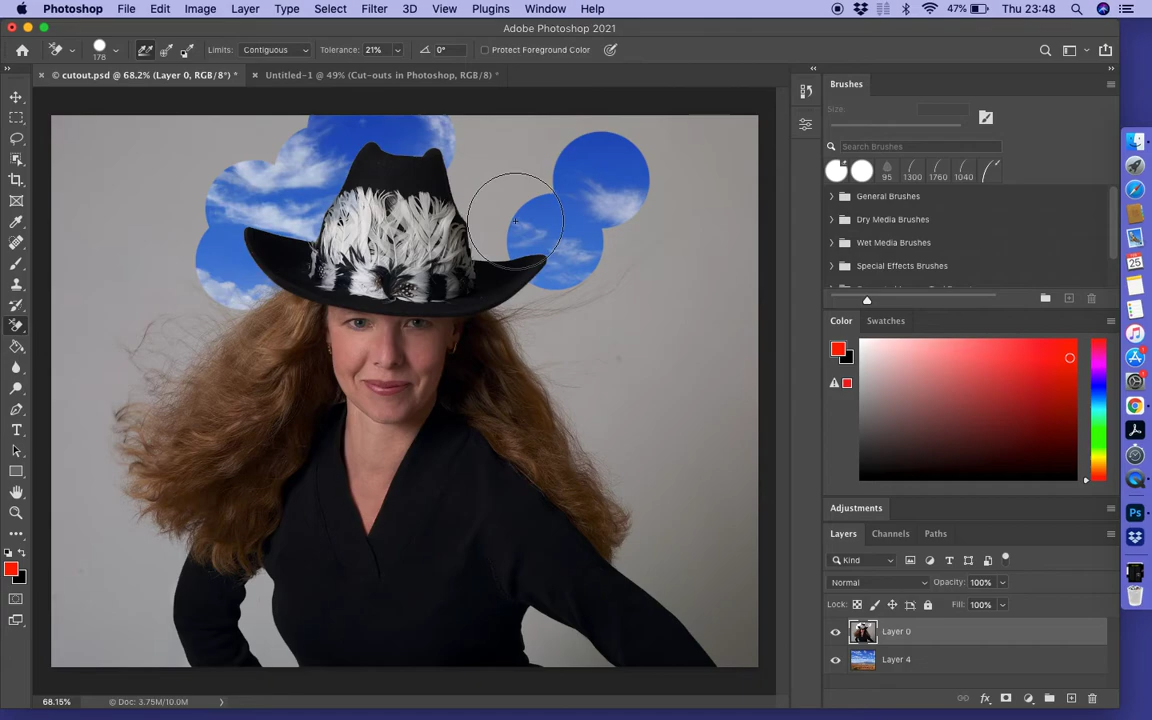 Photoshop File Edit Image Layer Type Select Filter 3D View Plugins Window Help 47% Thu 23:48
Adobe Photoshop 2021
178 Limits: Contiguous Tolerance: 21% 0° Protect Foreground Color
© cutout.psd @ 68.2% (Layer 0, RGB/8*) * Untitled-1 @ 49% (Cut-outs in Photoshop, RGB/8) *
Brushes
Size:
Search Brushes
95 1300 1760 1040
General Brushes
Dry Media Brushes
Wet Media Brushes
Special Effects Brushes
Color Swatches
Adjustments
Layers Channels Paths
Kind
Normal Opacity: 100%
Lock: Fill: 100%
Layer 0
Layer 4
68.15% © Doc: 3.75M/10.0M
25
Ps